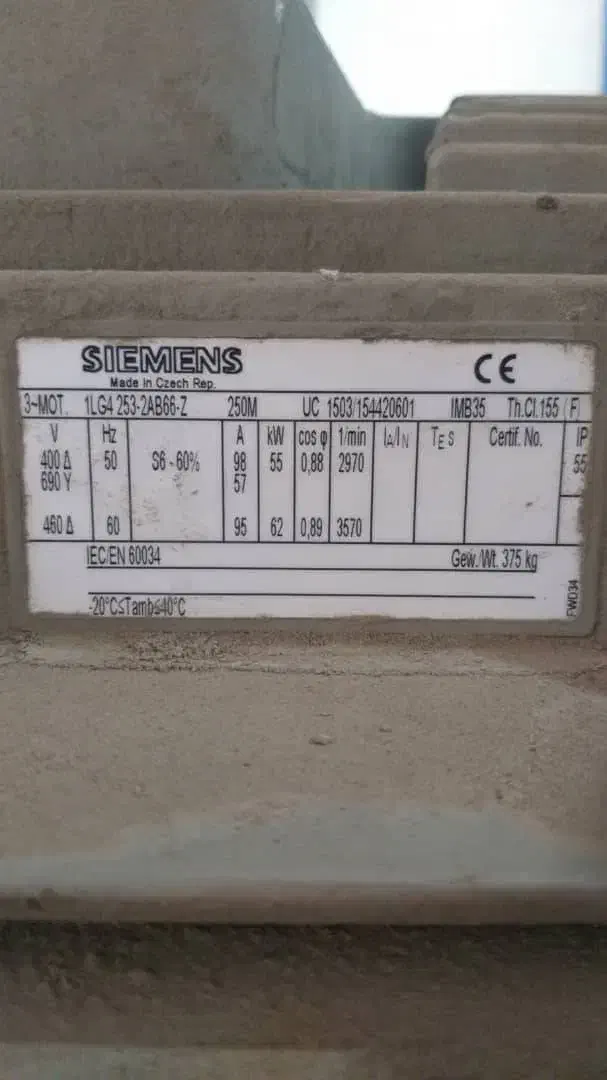 SIEMENS CE
Made in Czech Rep.
3~MOT. 1LG4 253-2AB66-Z 250M UC 1503/154420601 IMB35 Th.Cl.155 (F)
V Hz A kW cos φ 1/min IA/IN TE s Certif. No. IP
400 Δ 50 S6 - 60% 98 55 0,88 2970 55
690 Y 57
460 Δ 60 95 62 0,89 3570
IEC/EN 60034 Gew./Wt. 375 kg
-20°C≤Tamb≤40°C